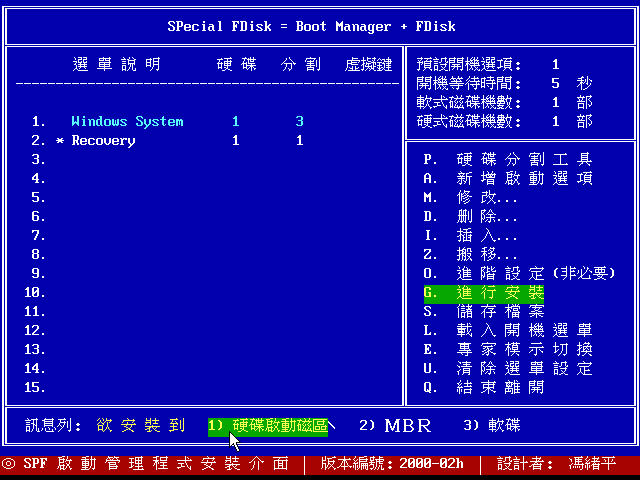 SPecial FDisk = Boot Manager + FDisk
選單說明 硬碟 分割 虛擬鍵
1. Windows System 1 3
2. * Recovery 1 1
3.
4.
5.
6.
7.
8.
9.
10.
11.
12.
13.
14.
15.
預設開機選項: 1
開機等待時間: 5 秒
軟式磁碟機數: 1 部
硬式磁碟機數: 1 部
P. 硬碟分割工具
A. 新增啟動選項
M. 修改...
D. 刪除...
I. 插入...
Z. 搬移...
O. 進階設定(非必要)
G. 進行安裝
S. 儲存檔案
L. 載入開機選單
E. 專家模示切換
U. 清除選單設定
Q. 結束離開
訊息列: 欲安裝到 1) 硬碟啟動磁區、 2) MBR 3) 軟碟
◎ SPF 啟動管理程式安裝介面 │ 版本編號: 2000-02h │ 設計者: 馮緒平